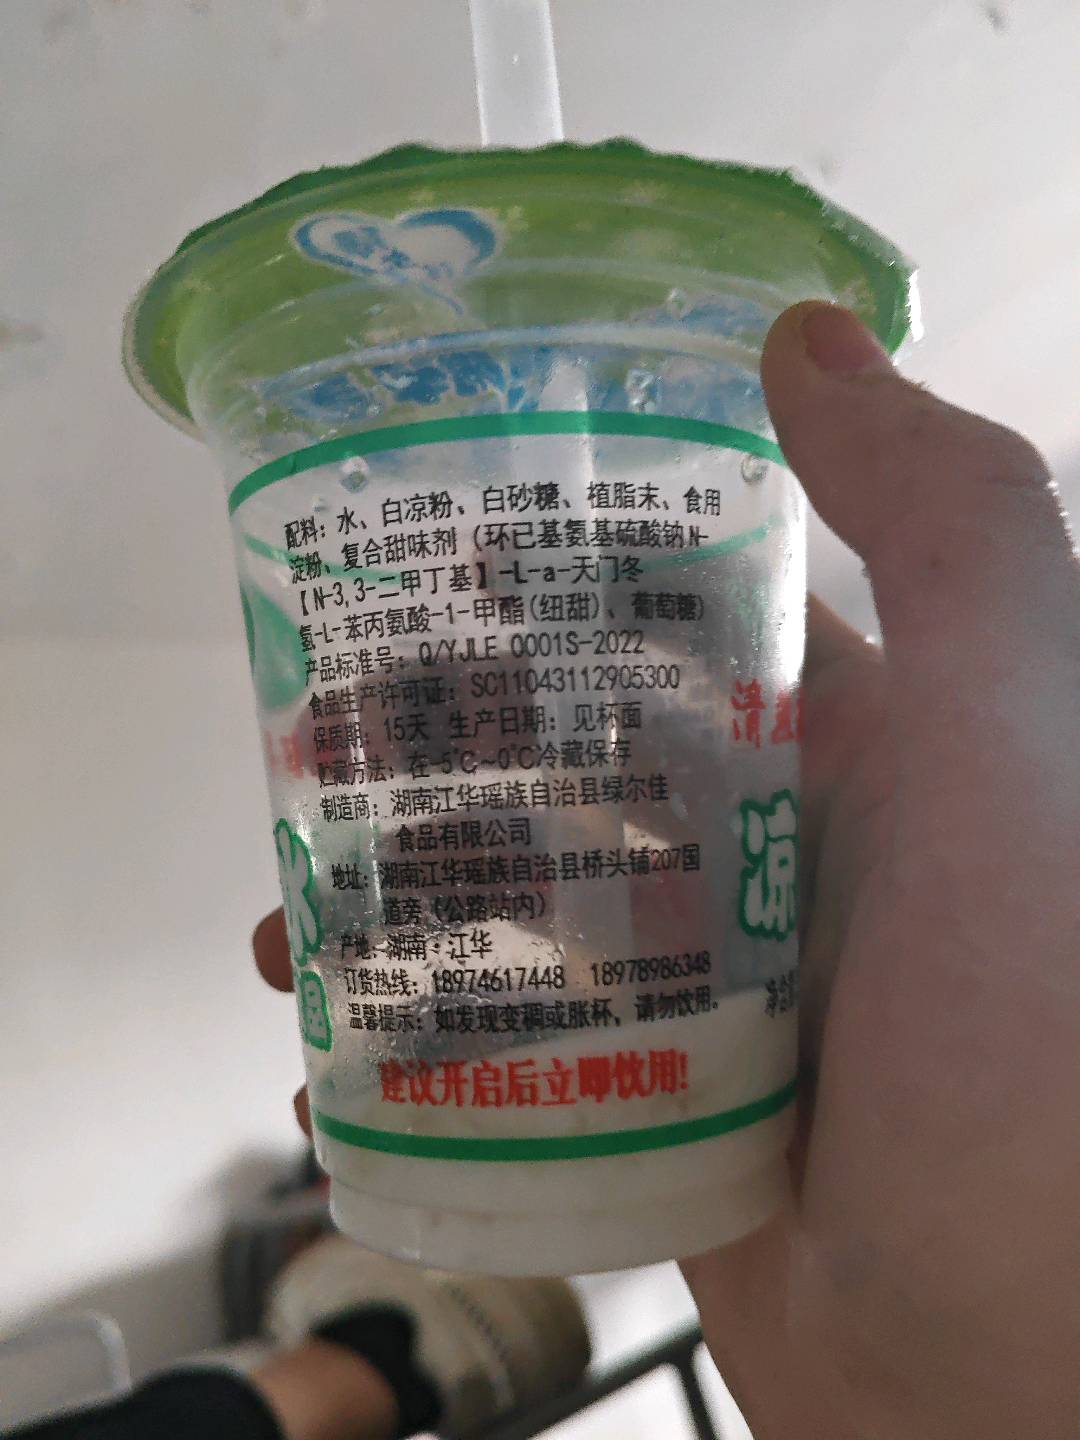 配料：水、白凉粉、白砂糖、植脂末、食用
淀粉、复合甜味剂（环已基氨基硫酸钠N-
【N-3,3-二甲丁基】-L-a-天门冬
氢-L-苯丙氨酸-1-甲酯(纽甜)、葡萄糖)
产品标准号：Q/YJLE 0001S-2022
食品生产许可证：SC11043112905300
保质期：15天 生产日期：见杯面
贮藏方法：在-5℃~0℃冷藏保存
制造商：湖南江华瑶族自治县绿尔佳
食品有限公司
地址：湖南江华瑶族自治县桥头铺207国
道旁（公路站内）
产地：湖南·江华
订货热线：18974617448 18978986348
温馨提示：如发现变稠或胀杯，请勿饮用。
建议开启后立即饮用!
清
凉